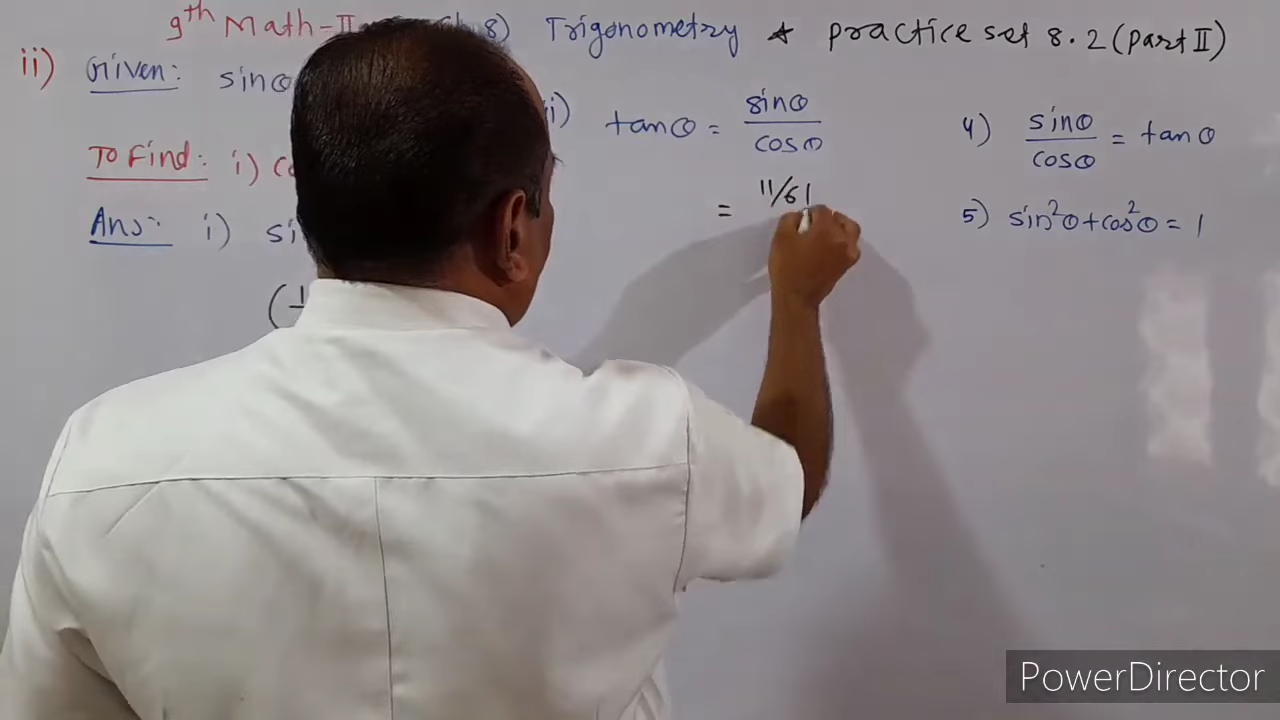 9th Math-II 8) Trigonometry * practice set 8.2 (part II)
ii) Given: sinθ
To Find: i)
Ans: i)
ii) tanθ = sinθ/cosθ
= 11/61
4) sinθ/cosθ = tanθ
5) sin²θ + cos²θ = 1
PowerDirector